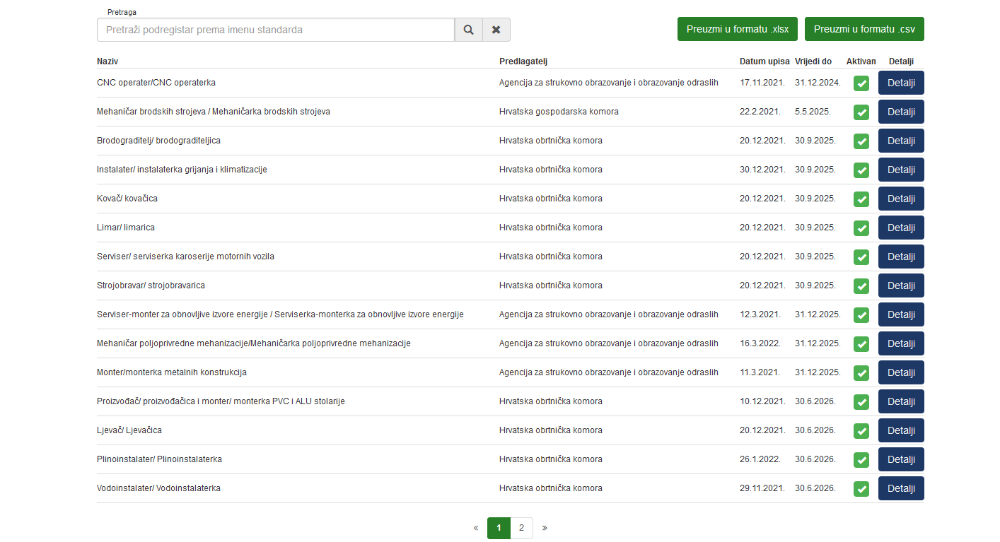 Pretraga
Pretraži podregistar prema imenu standarda
Preuzmi u formatu .xlsx Preuzmi u formatu .csv
Naziv Predlagatelj Datum upisa Vrijedi do Aktivan Detalji
CNC operater/CNC operaterka Agencija za strukovno obrazovanje i obrazovanje odraslih 17.11.2021. 31.12.2024. Detalji
Mehaničar brodskih strojeva / Mehaničarka brodskih strojeva Hrvatska gospodarska komora 22.2.2021. 5.5.2025. Detalji
Brodograditelj/ brodograditeljica Hrvatska obrtnička komora 20.12.2021. 30.9.2025. Detalji
Instalater/ instalaterka grijanja i klimatizacije Hrvatska obrtnička komora 30.12.2021. 30.9.2025. Detalji
Kovač/ kovačica Hrvatska obrtnička komora 20.12.2021. 30.9.2025. Detalji
Limar/ limarica Hrvatska obrtnička komora 20.12.2021. 30.9.2025. Detalji
Serviser/ serviserka karoserije motornih vozila Hrvatska obrtnička komora 20.12.2021. 30.9.2025. Detalji
Strojobravar/ strojobravarica Hrvatska obrtnička komora 20.12.2021. 30.9.2025. Detalji
Serviser-monter za obnovljive izvore energije / Serviserka-monterka za obnovljive izvore energije Agencija za strukovno obrazovanje i obrazovanje odraslih 12.3.2021. 31.12.2025. Detalji
Mehaničar poljoprivredne mehanizacije/Mehaničarka poljoprivredne mehanizacije Agencija za strukovno obrazovanje i obrazovanje odraslih 16.3.2022. 31.12.2025. Detalji
Monter/monterka metalnih konstrukcija Agencija za strukovno obrazovanje i obrazovanje odraslih 11.3.2021. 31.12.2025. Detalji
Proizvođač/ proizvođačica i monter/ monterka PVC i ALU stolarije Hrvatska obrtnička komora 10.12.2021. 30.6.2026. Detalji
Ljevač/ Ljevačica Hrvatska obrtnička komora 20.12.2021. 30.6.2026. Detalji
Plinoinstalater/ Plinoinstalaterka Hrvatska obrtnička komora 26.1.2022. 30.6.2026. Detalji
Vodoinstalater/ Vodoinstalaterka Hrvatska obrtnička komora 29.11.2021. 30.6.2026. Detalji
« 1 2 »